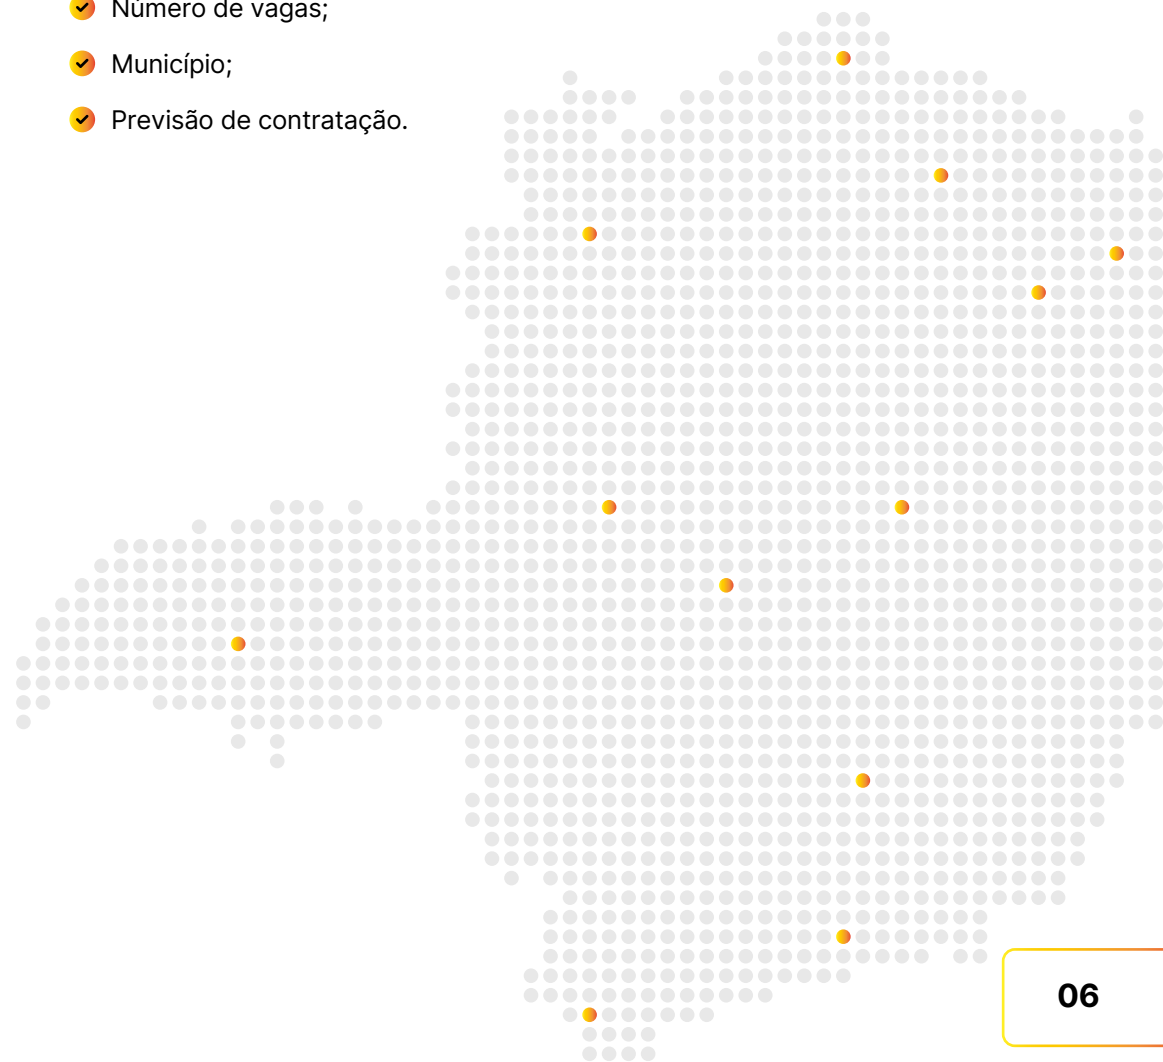 Número de vagas;
Município;
Previsão de contratação.
06